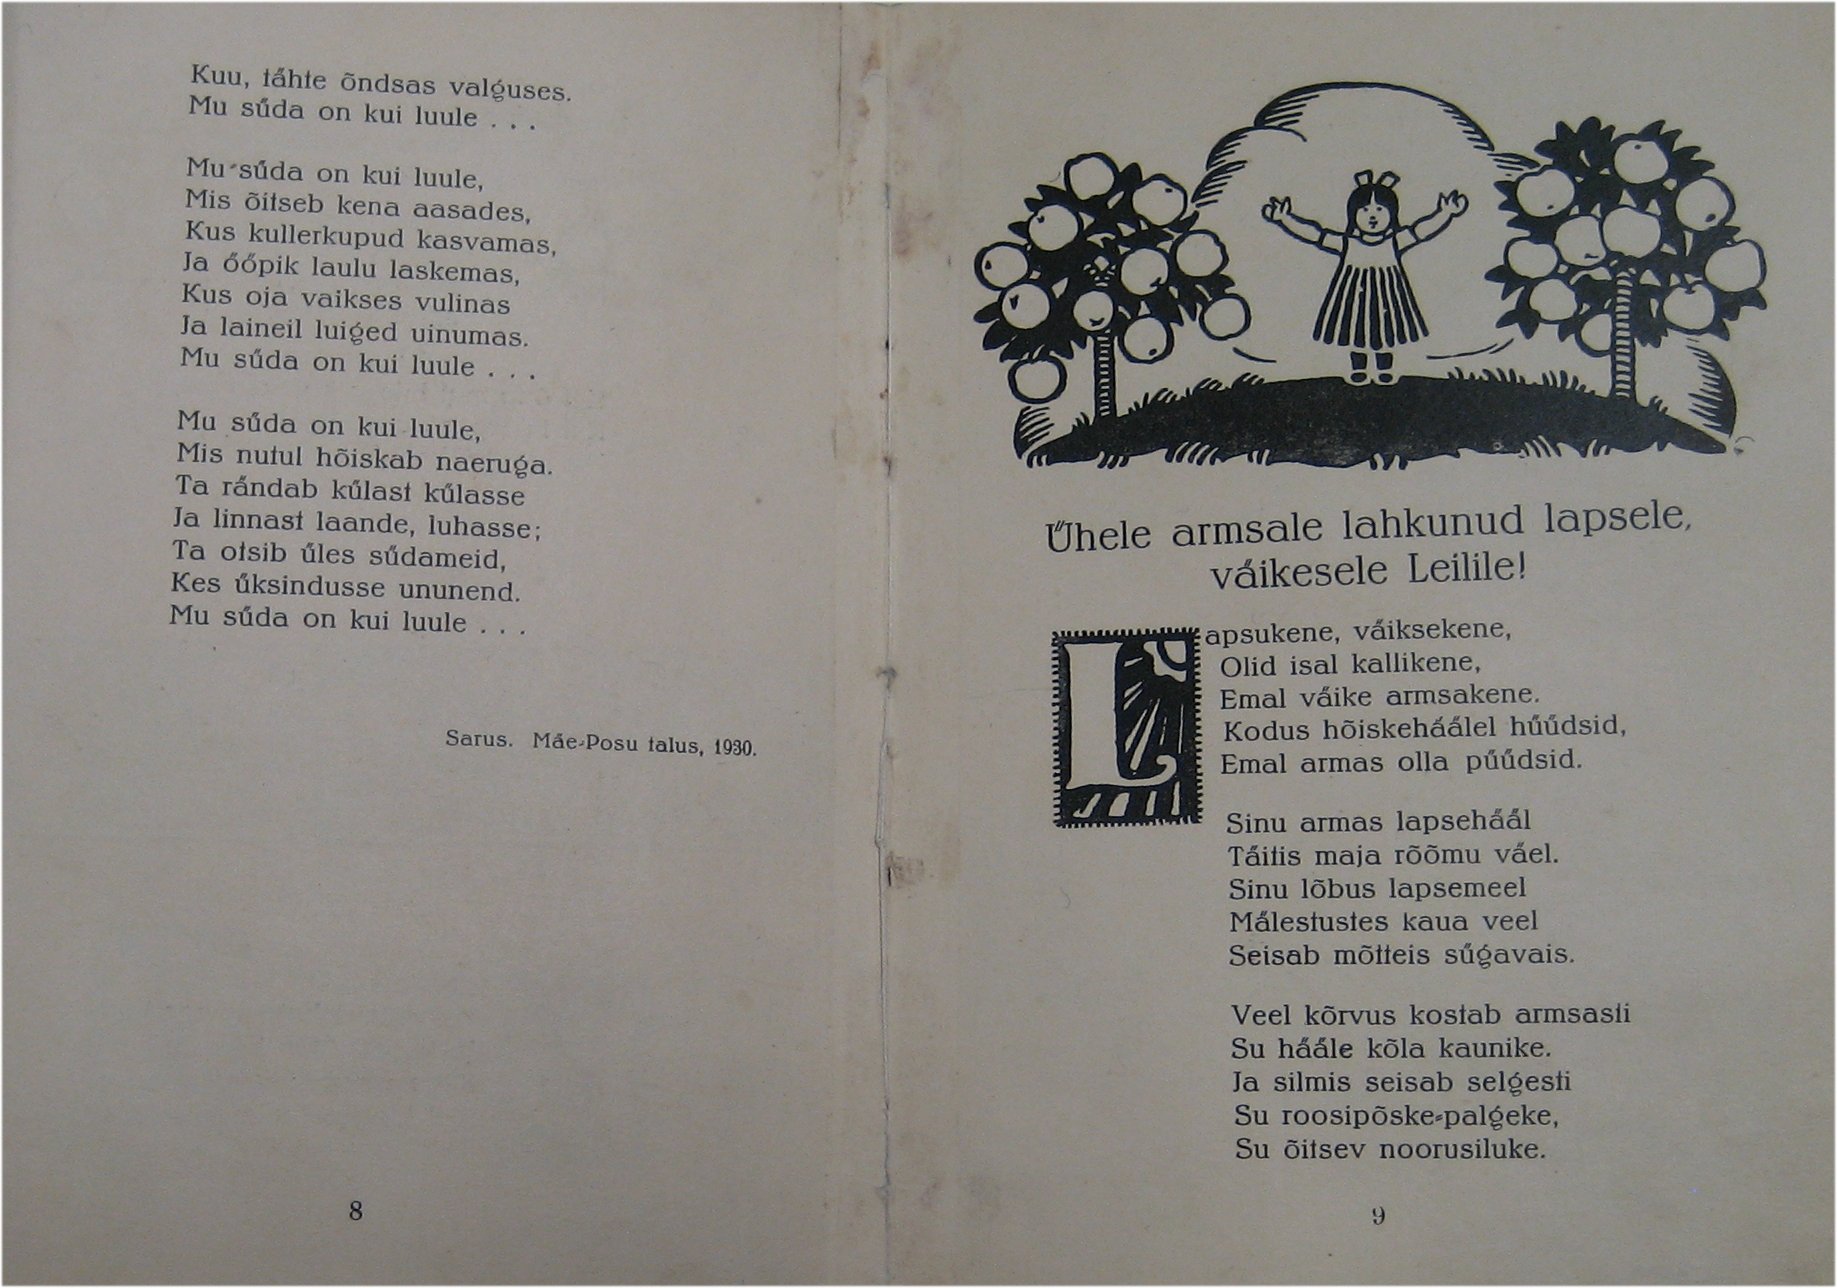 Kuu, tähte õndsas valguses.
Mu süda on kui luule . . .
Mu süda on kui luule,
Mis õitseb kena aasades,
Kus kullerkupud kasvamas,
Ja ööpik laulu laskemas,
Kus oja vaikses vulinas
Ja laineil luiged uinumas.
Mu süda on kui luule . . .
Mu süda on kui luule,
Mis nutul hõiskab naeruga.
Ta rändab külast külasse
Ja linnast laande, luhasse;
Ta otsib üles südameid,
Kes üksindusse ununend.
Mu süda on kui luule . . .
Sarus. Mäe-Posu talus, 1930.
8
Ühele armsale lahkunud lapsele,
väikesele Leilile!
Lapsukene, väiksekene,
Olid isal kallikene,
Emal väike armsakene.
Kodus hõiskehäälel hüüdsid,
Emal armas olla püüdsid.
Sinu armas lapsehääl
Täitis maja rõõmu väel.
Sinu lõbus lapsemeel
Mälestustes kaua veel
Seisab mõtteis sügavais.
Veel kõrvus kostab armsasti
Su hääle kõla kaunike.
Ja silmis seisab selgesti
Su roosipõske-palgeke,
Su õitsev noorusiluke.
9